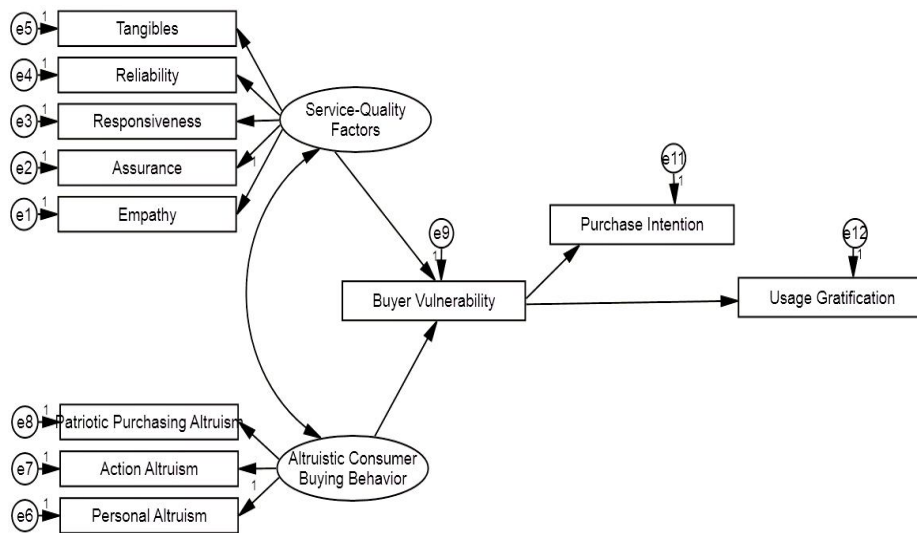 e5
1
Tangibles
e4
1
Reliability
e3
1
Responsiveness
e2
1
Assurance
1
e1
1
Empathy
Service-Quality
Factors
e11
1
Purchase Intention
e9
1
Buyer Vulnerability
e12
1
Usage Gratification
e8
1
Patriotic Purchasing Altruism
e7
1
Action Altruism
e6
1
Personal Altruism
1
Altruistic Consumer
Buying Behavior